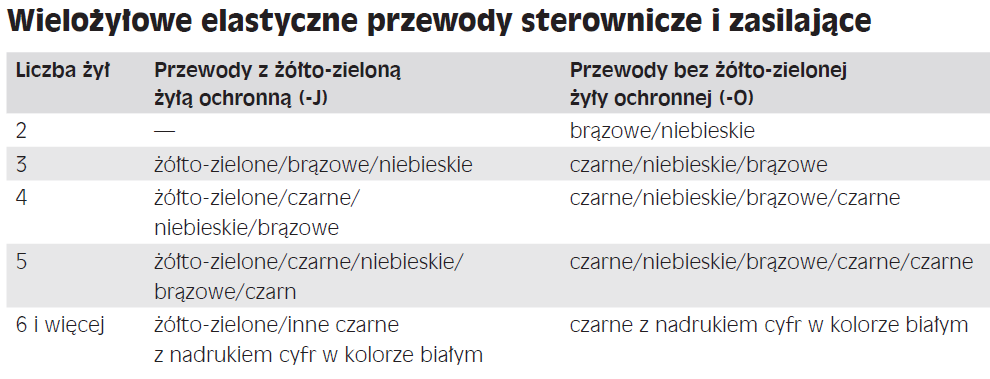 Wielożyłowe elastyczne przewody sterownicze i zasilające
Liczba żył Przewody z żółto-zieloną żyłą ochronną (-J) Przewody bez żółto-zielonej żyły ochronnej (-O)
2 — brązowe/niebieskie
3 żółto-zielone/brązowe/niebieskie czarne/niebieskie/brązowe
4 żółto-zielone/czarne/ czarne/niebieskie/brązowe/czarne
niebieskie/brązowe
5 żółto-zielone/czarne/niebieskie/ czarne/niebieskie/brązowe/czarne/czarne
brązowe/czarn
6 i więcej żółto-zielone/inne czarne czarne z nadrukiem cyfr w kolorze białym
z nadrukiem cyfr w kolorze białym